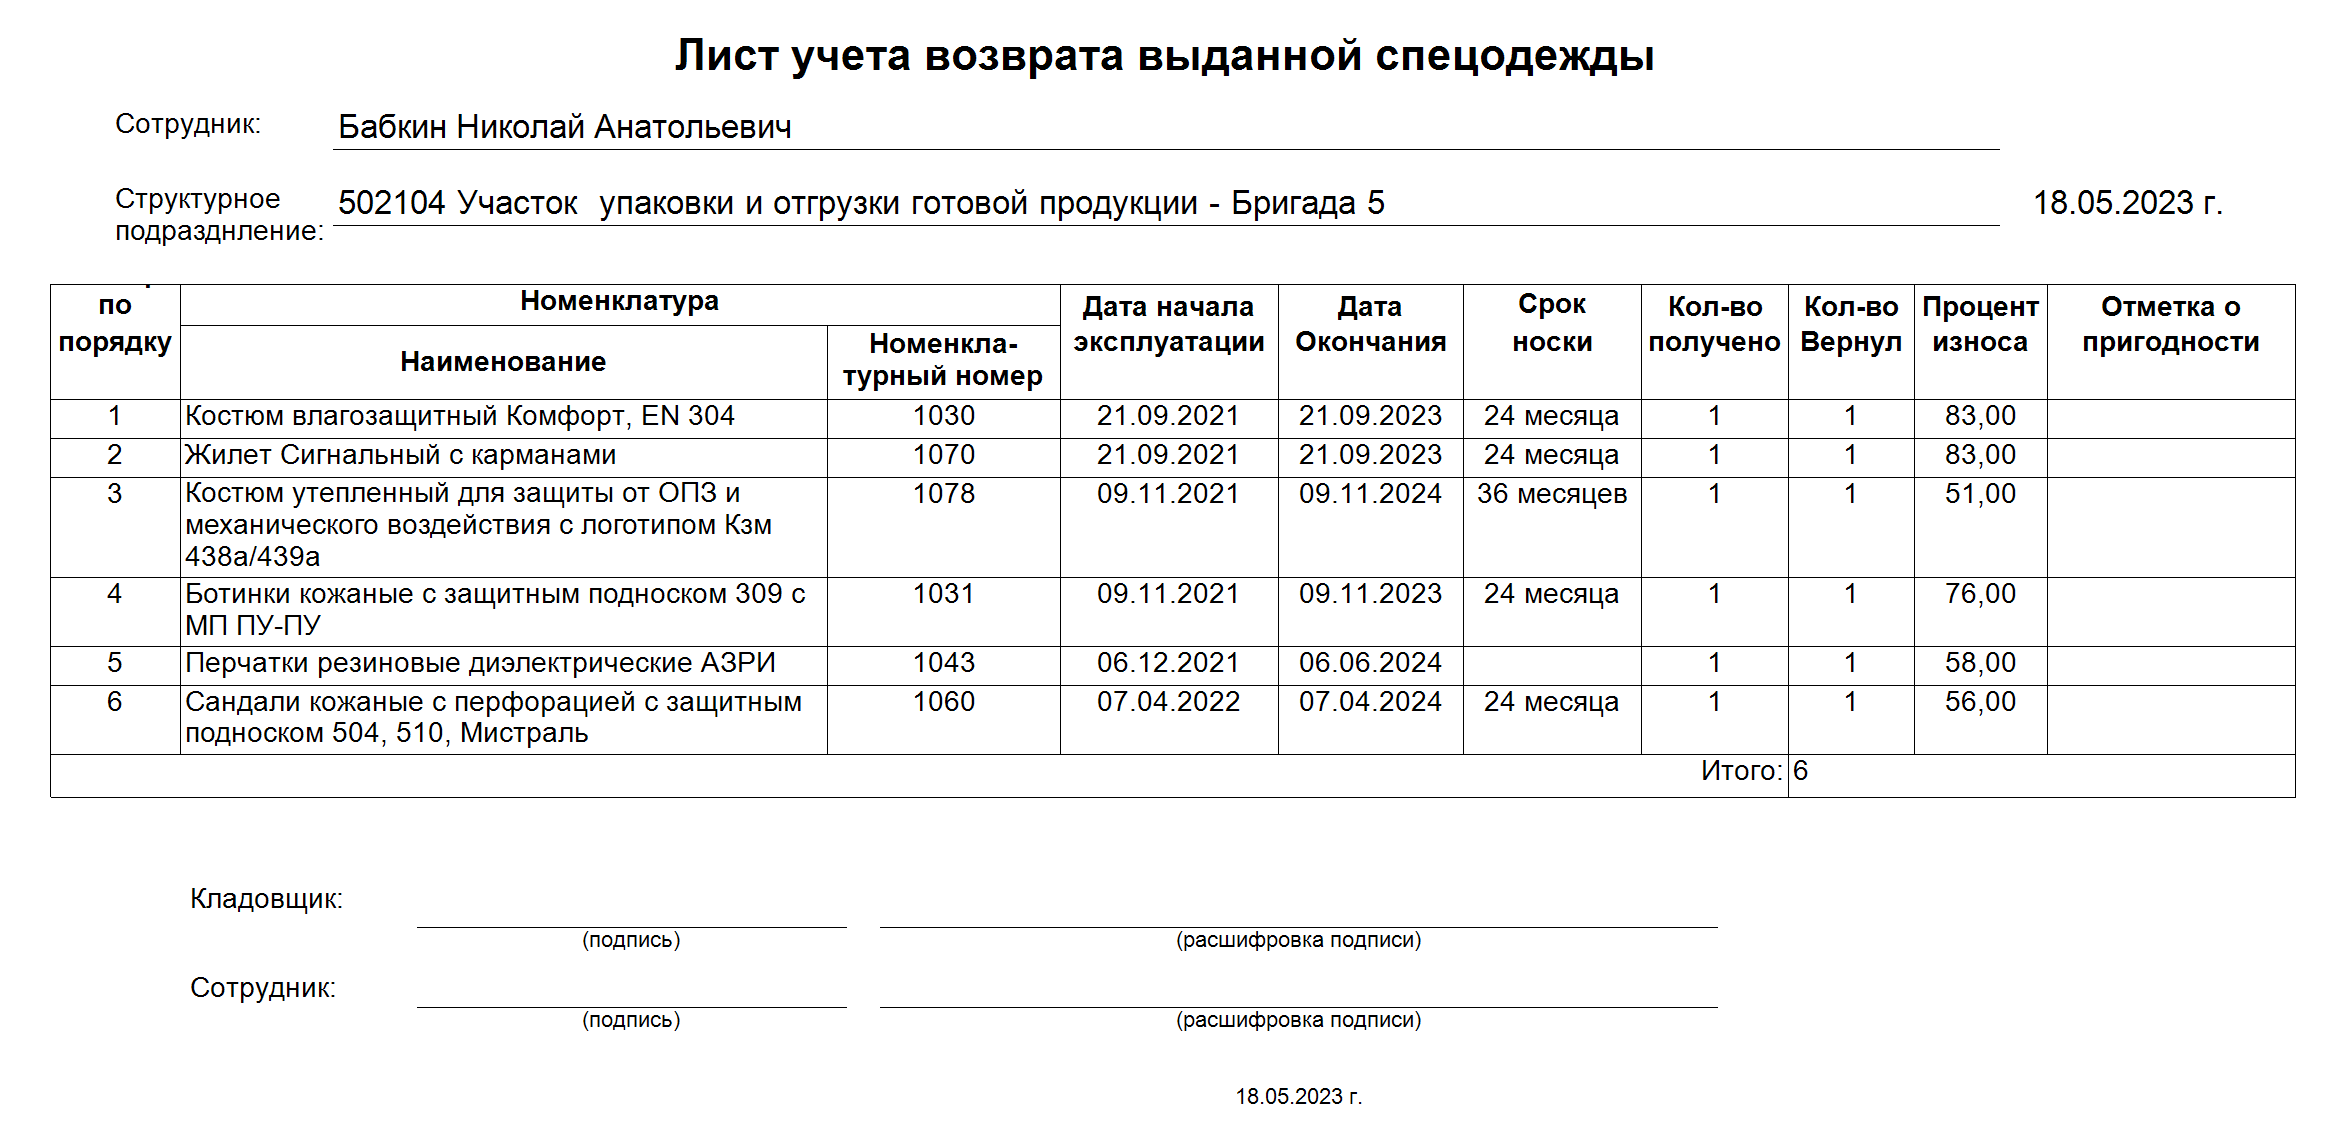 Лист учета возврата выданной спецодежды
Сотрудник: Бабкин Николай Анатольевич
Структурное
подразднление: 502104 Участок  упаковки и отгрузки готовой продукции - Бригада 5 18.05.2023 г.
по
порядку
Номенклатура
Наименование
Номенкла-
турный номер
Дата начала
эксплуатации
Дата
Окончания
Срок
носки
Кол-во
получено
Кол-во
Вернул
Процент
износа
Отметка о
пригодности
1 Костюм влагозащитный Комфорт, EN 304 1030 21.09.2021 21.09.2023 24 месяца 1 1 83,00
2 Жилет Сигнальный с карманами 1070 21.09.2021 21.09.2023 24 месяца 1 1 83,00
3 Костюм утепленный для защиты от ОПЗ и 1078 09.11.2021 09.11.2024 36 месяцев 1 1 51,00
механического воздействия с логотипом Кзм
438а/439а
4 Ботинки кожаные с защитным подноском 309 с 1031 09.11.2021 09.11.2023 24 месяца 1 1 76,00
МП ПУ-ПУ
5 Перчатки резиновые диэлектрические АЗРИ 1043 06.12.2021 06.06.2024 1 1 58,00
6 Сандали кожаные с перфорацией с защитным 1060 07.04.2022 07.04.2024 24 месяца 1 1 56,00
подноском 504, 510, Мистраль
Итого: 6
Кладовщик:
(подпись) (расшифровка подписи)
Сотрудник:
(подпись) (расшифровка подписи)
18.05.2023 г.